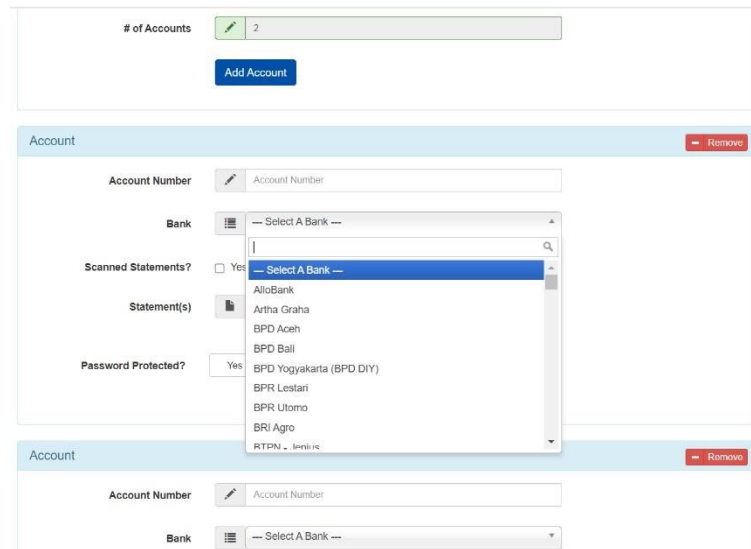 # of Accounts 2
Add Account
Account Remove
Account Number Account Number
Bank --- Select A Bank ---
Scanned Statements? Yes
--- Select A Bank ---
AlloBank
Statement(s)
Artha Graha
BPD Aceh
BPD Bali
Password Protected? Yes
BPD Yogyakarta (BPD DIY)
BPR Lestari
BPR Utomo
BRI Agro
BTPN - Jenius
Account Remove
Account Number Account Number
Bank --- Select A Bank ---